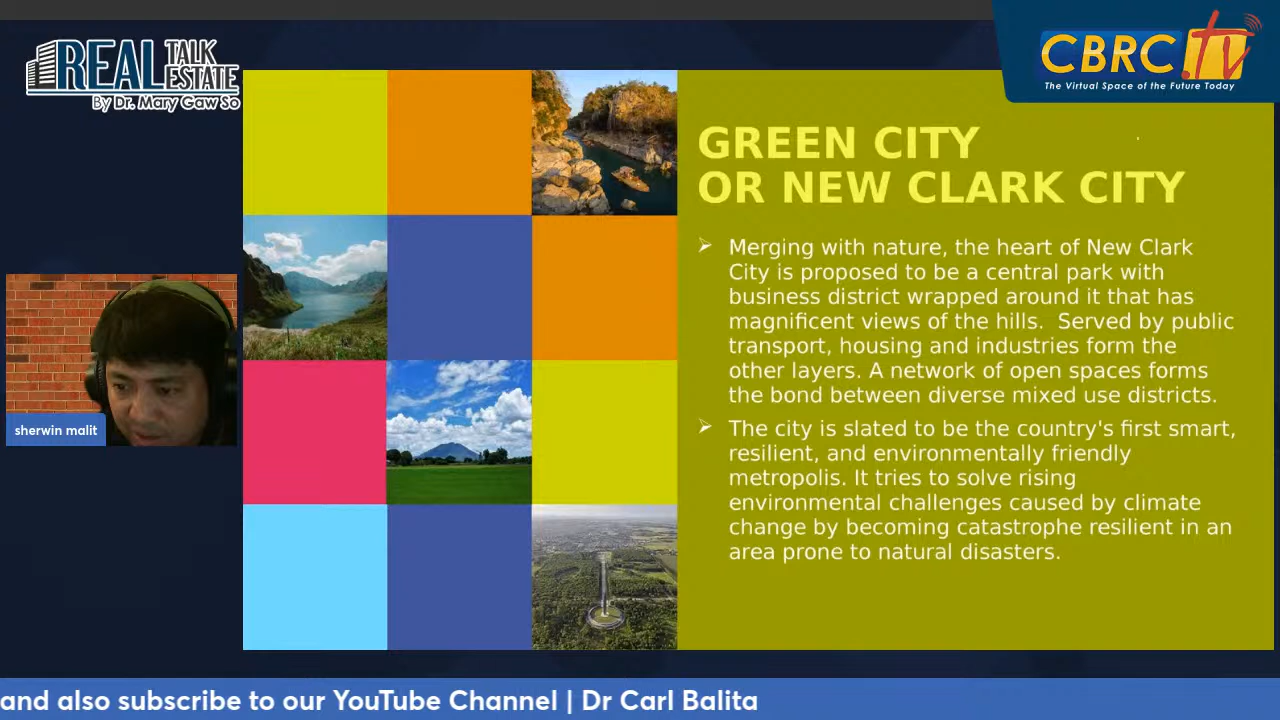 REAL TALK
ESTATE
By Dr. Mary Gaw So
CBRC.tv
The Virtual Space of the Future Today
GREEN CITY
OR NEW CLARK CITY
Merging with nature, the heart of New Clark
City is proposed to be a central park with
business district wrapped around it that has
magnificent views of the hills. Served by public
transport, housing and industries form the
other layers. A network of open spaces forms
the bond between diverse mixed use districts.
The city is slated to be the country's first smart,
resilient, and environmentally friendly
metropolis. It tries to solve rising
environmental challenges caused by climate
change by becoming catastrophe resilient in an
area prone to natural disasters.
sherwin malit
and also subscribe to our YouTube Channel | Dr Carl Balita